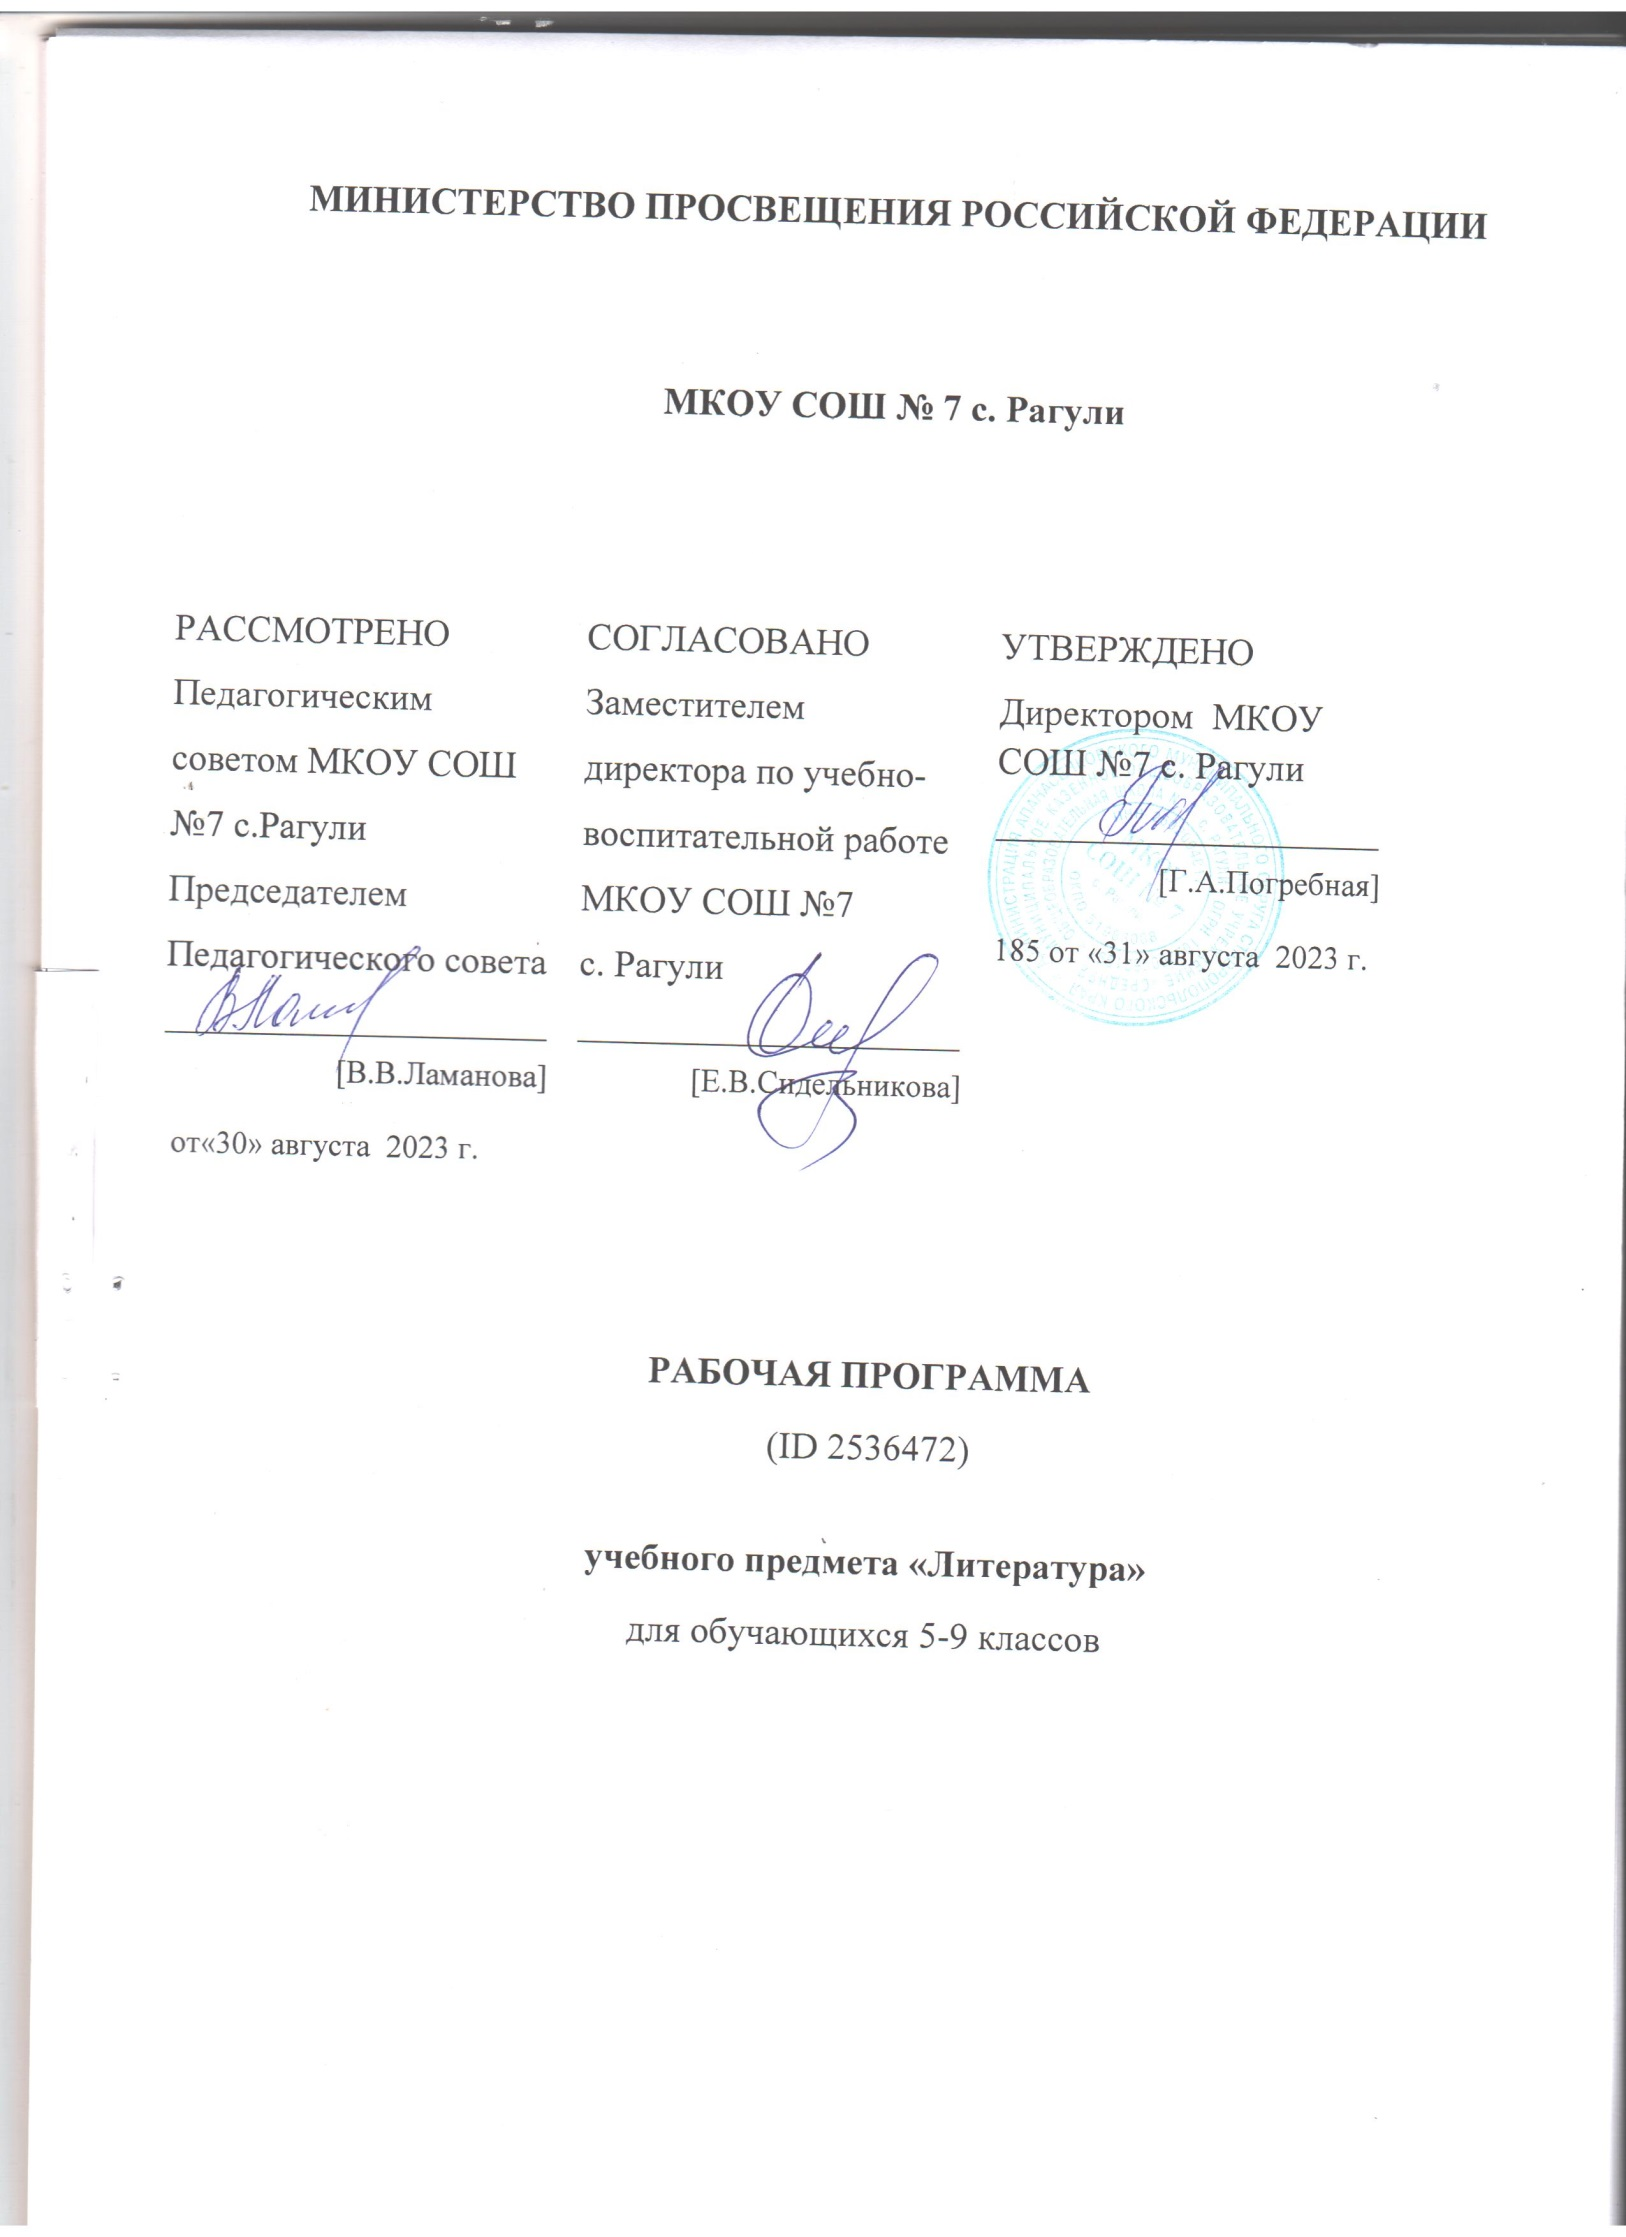 МИНИСТЕРСТВО ПРОСВЕЩЕНИЯ РОССИЙСКОЙ ФЕДЕРАЦИИ
МКОУ СОШ № 7 с. Рагули
РАССМОТРЕНО
Педагогическим
советом МКОУ СОШ
№7 с.Рагули
Председателем
Педагогического совета
[В.В.Ламанова]
от«30» августа 2023 г.
СОГЛАСОВАНО
Заместителем
директора по учебно-
воспитательной работе
МКОУ СОШ №7
с. Рагули
[Е.В.Сидельникова]
УТВЕРЖДЕНО
Директором МКОУ
СОШ №7 с. Рагули
[Г.А.Погребная]
185 от «31» августа 2023 г.
РАБОЧАЯ ПРОГРАММА
(ID 2536472)
учебного предмета «Литература»
для обучающихся 5-9 классов